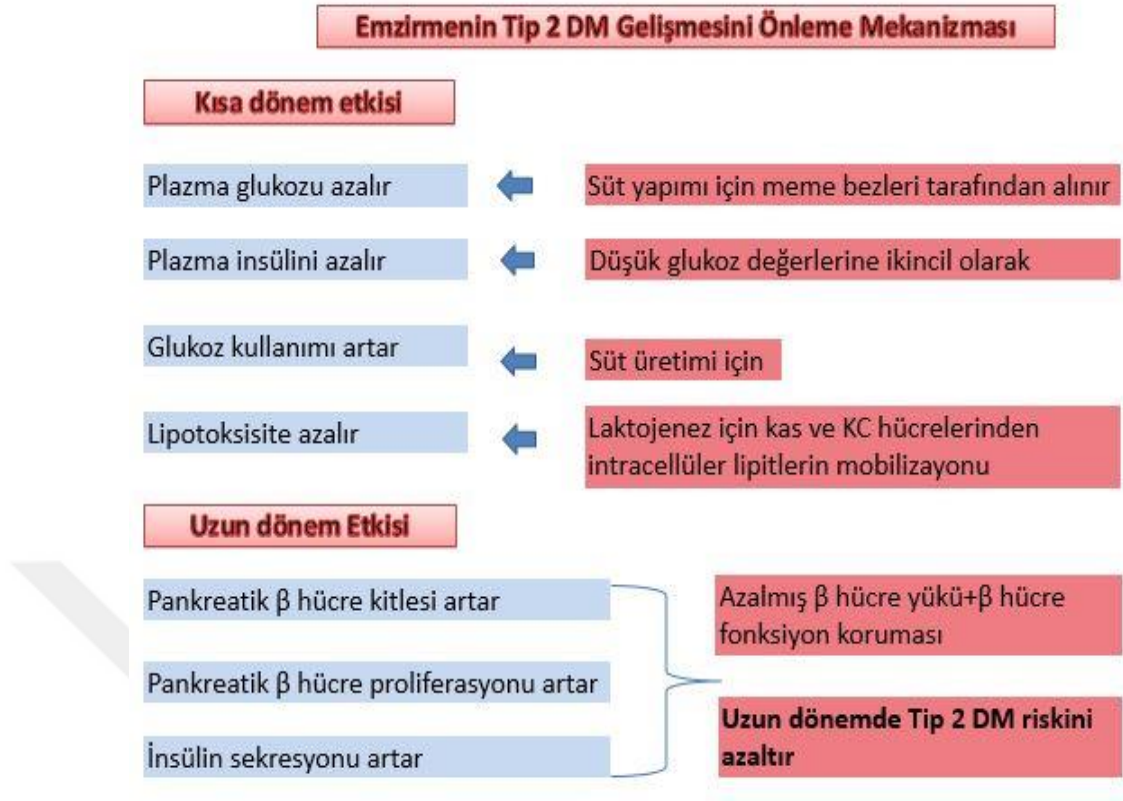 Emzirmenin Tip 2 DM Gelişmesini Önleme Mekanizması
Kısa dönem etkisi
Plazma glukozu azalır
Süt yapımı için meme bezleri tarafından alınır
Plazma insülini azalır
Düşük glukoz değerlerine ikincil olarak
Glukoz kullanımı artar
Süt üretimi için
Lipotoksisite azalır
Laktojenez için kas ve KC hücrelerinden
intracellüler lipitlerin mobilizayonu
Uzun dönem Etkisi
Pankreatik β hücre kitlesi artar
Pankreatik β hücre proliferasyonu artar
İnsülin sekresyonu artar
Azalmış β hücre yükü+β hücre
fonksiyon koruması
Uzun dönemde Tip 2 DM riskini
azaltır